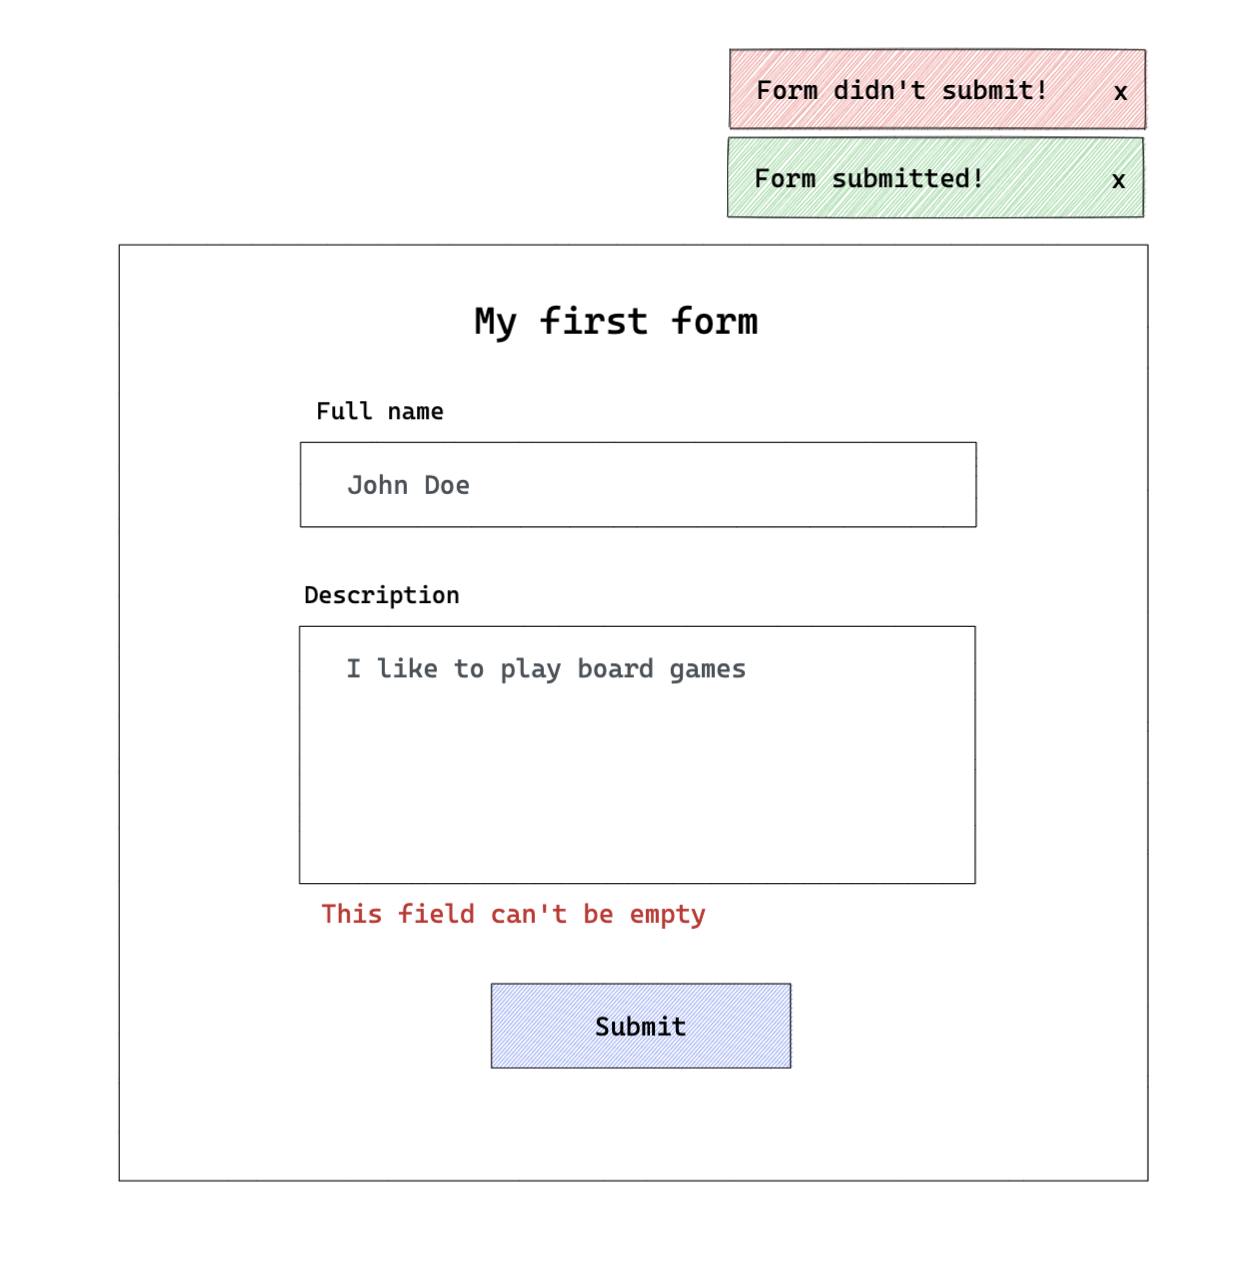 Form didn't submit! x
Form submitted! x
My first form
Full name
John Doe
Description
I like to play board games
This field can't be empty
Submit